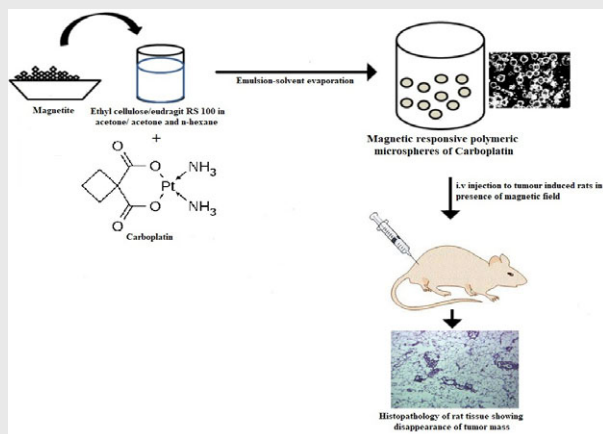 Magnetite
Ethyl cellulose/eudragit RS 100 in
acetone/ acetone and n-hexane
+
O
O
Pt
NH3
NH3
O
O
Carboplatin
Emulsion-solvent evaporation
Magnetic responsive polymeric
microspheres of Carboplatin
i.v injection to tumour induced rats in
presence of magnetic field
Histopathology of rat tissue showing
disappearance of tumor mass